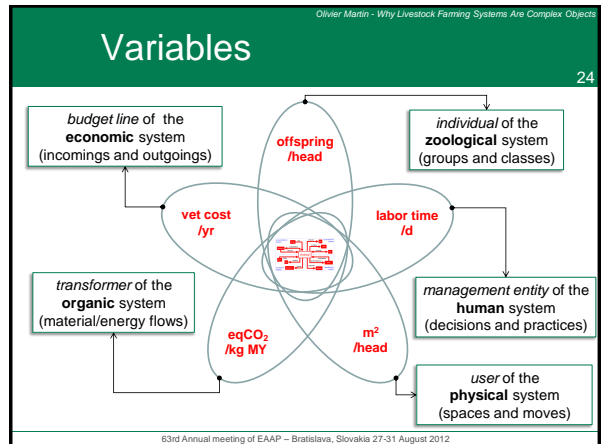 Olivier Martin - Why Livestock Farming Systems Are Complex Objects
Variables
24
budget line of the
economic system
(incomings and outgoings)
offspring
/head
individual of the
zoological system
(groups and classes)
vet cost
/yr
labor time
/d
transformer of the
organic system
(material/energy flows)
management entity of the
human system
(decisions and practices)
eqCO₂
/kg MY
m²
/head
user of the
physical system
(spaces and moves)
63rd Annual meeting of EAAP – Bratislava, Slovakia 27-31 August 2012